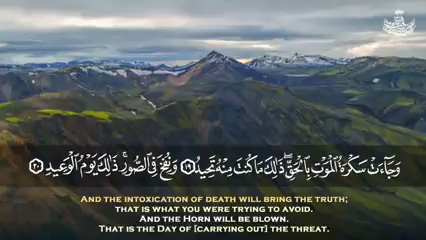 وَجَاءَتْ سَكْرَةُ الْمَوْتِ بِالْحَقِّ ۖ ذَٰلِكَ مَا كُنتَ مِنْهُ تَحِيدُ ١٩ وَنُفِخَ فِي الصُّورِ ۚ ذَٰلِكَ يَوْمُ الْوَعِيدِ ٢٠
AND THE INTOXICATION OF DEATH WILL BRING THE TRUTH;
THAT IS WHAT YOU WERE TRYING TO AVOID.
AND THE HORN WILL BE BLOWN.
THAT IS THE DAY OF [CARRYING OUT] THE THREAT.